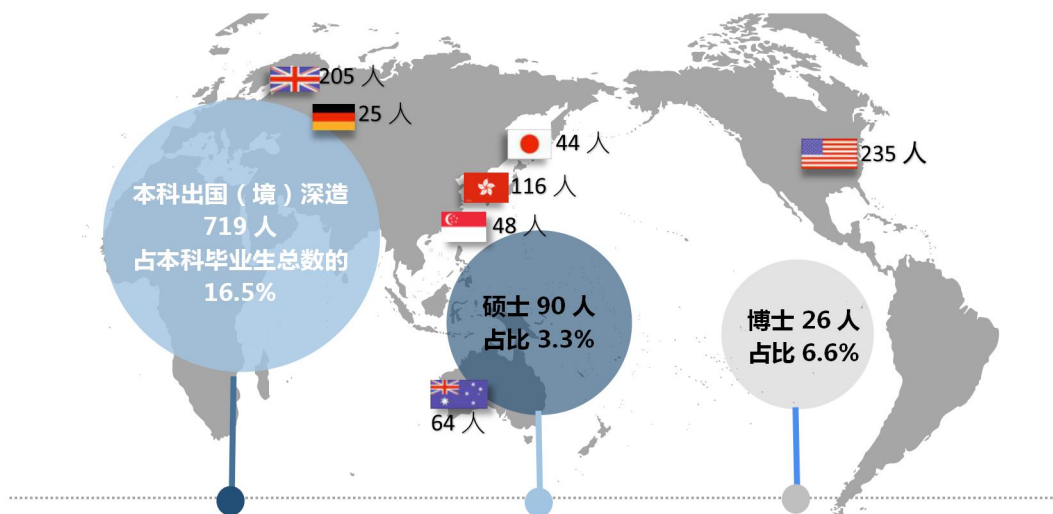 205 人
25 人
44 人
235 人
116 人
48 人
本科出国（境）深造
719 人
占本科毕业生总数的
16.5%
硕士 90 人
占比 3.3%
博士 26 人
占比 6.6%
64 人